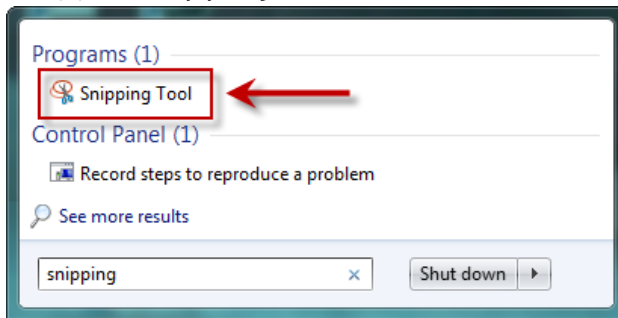 Programs (1)
Snipping Tool
Control Panel (1)
Record steps to reproduce a problem
See more results
snipping
Shut down